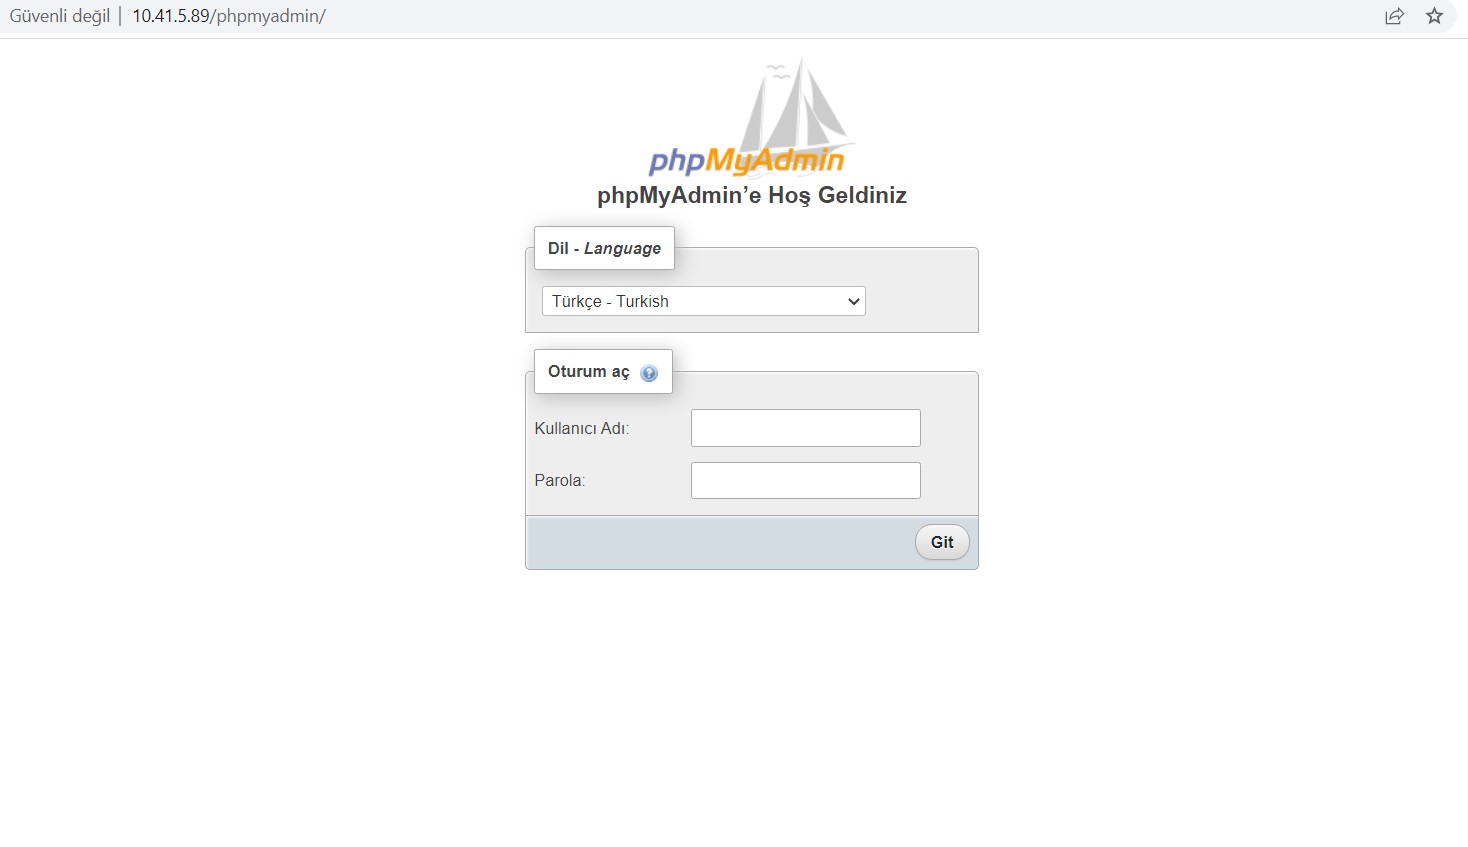 Güvenli değil | 10.41.5.89/phpmyadmin/
phpMyAdmin
phpMyAdmin’e Hoş Geldiniz
Dil - Language
Türkçe - Turkish
Oturum aç
Kullanıcı Adı:
Parola:
Git